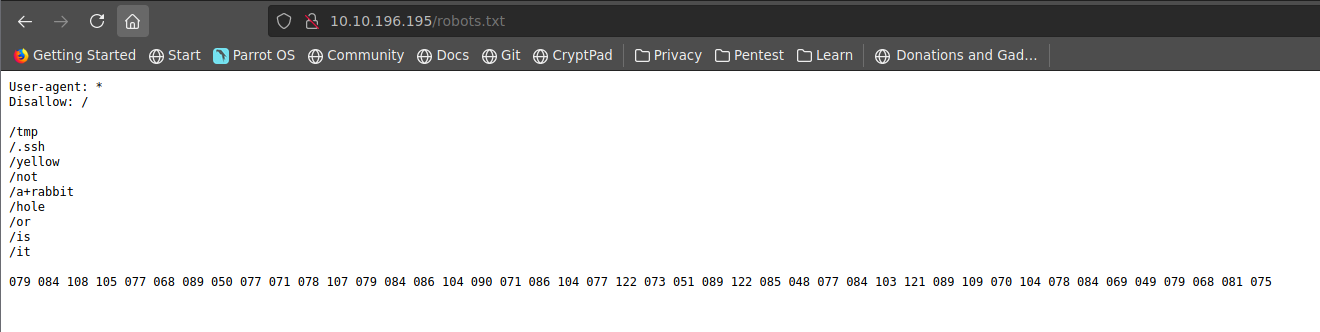 10.10.196.195/robots.txt
Getting Started Start Parrot OS Community Docs Git CryptPad Privacy Pentest Learn Donations and Gad...
User-agent: *
Disallow: /
/tmp
/.ssh
/yellow
/not
/a+rabbit
/hole
/or
/is
/it
079 084 108 105 077 068 089 050 077 071 078 107 079 084 086 104 090 071 086 104 077 122 073 051 089 122 085 048 077 084 103 121 089 109 070 104 078 084 069 049 079 068 081 075